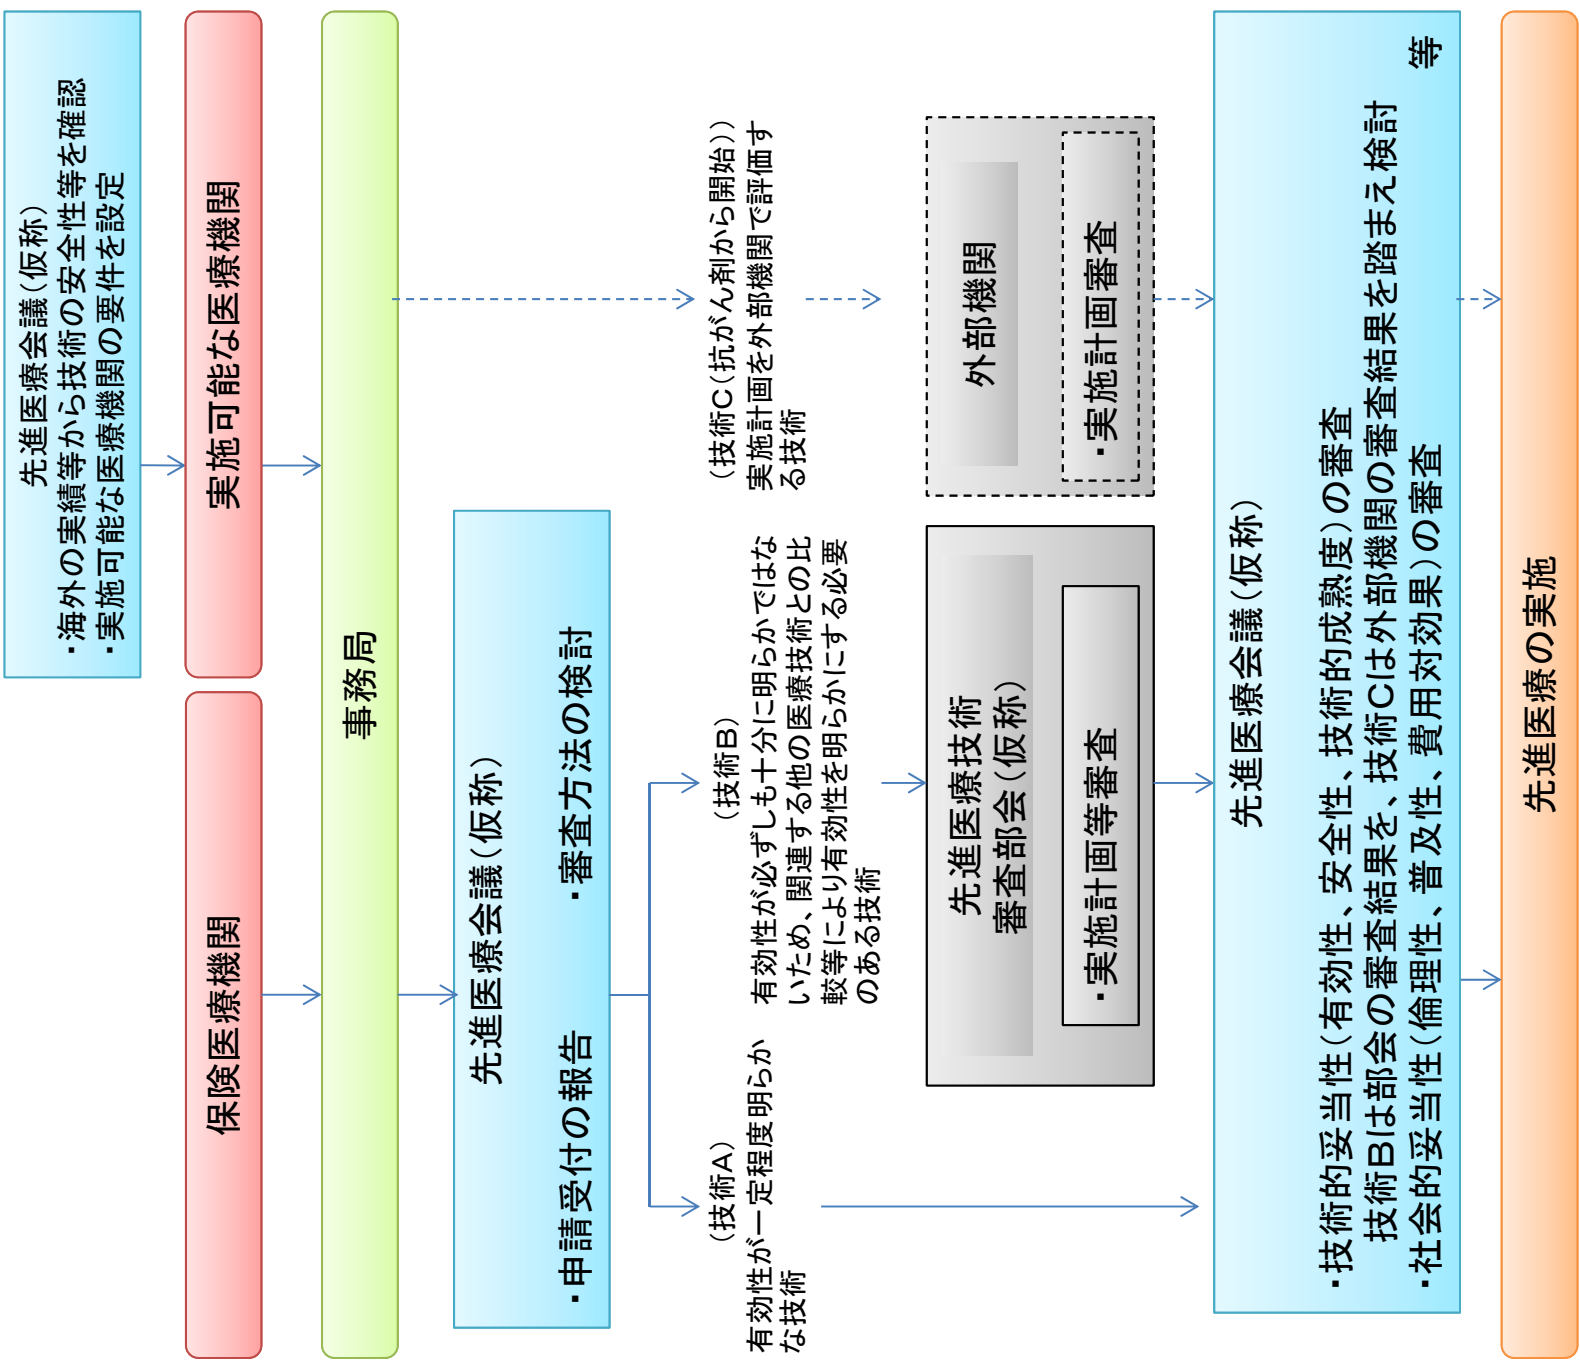 先進医療会議(仮称)
・海外の実績等から技術の安全性等を確認
・実施可能な医療機関の要件を設定
保険医療機関
実施可能な医療機関
事務局
先進医療会議(仮称)
・申請受付の報告　・審査方法の検討
(技術A)
有効性が一定程度明らか
な技術
(技術B)
有効性が必ずしも十分に明らかではな
いため、関連する他の医療技術との比
較等により有効性を明らかにする必要
のある技術
(技術C(抗がん剤から開始))
実施計画を外部機関で評価す
る技術
先進医療技術
審査部会(仮称)
・実施計画等審査
外部機関
・実施計画審査
先進医療会議(仮称)
・技術的妥当性(有効性、安全性、技術的成熟度)の審査
技術Bは部会の審査結果を、技術Cは外部機関の審査結果を踏まえ検討
・社会的妥当性(倫理性、普及性、費用対効果)の審査　等
先進医療の実施